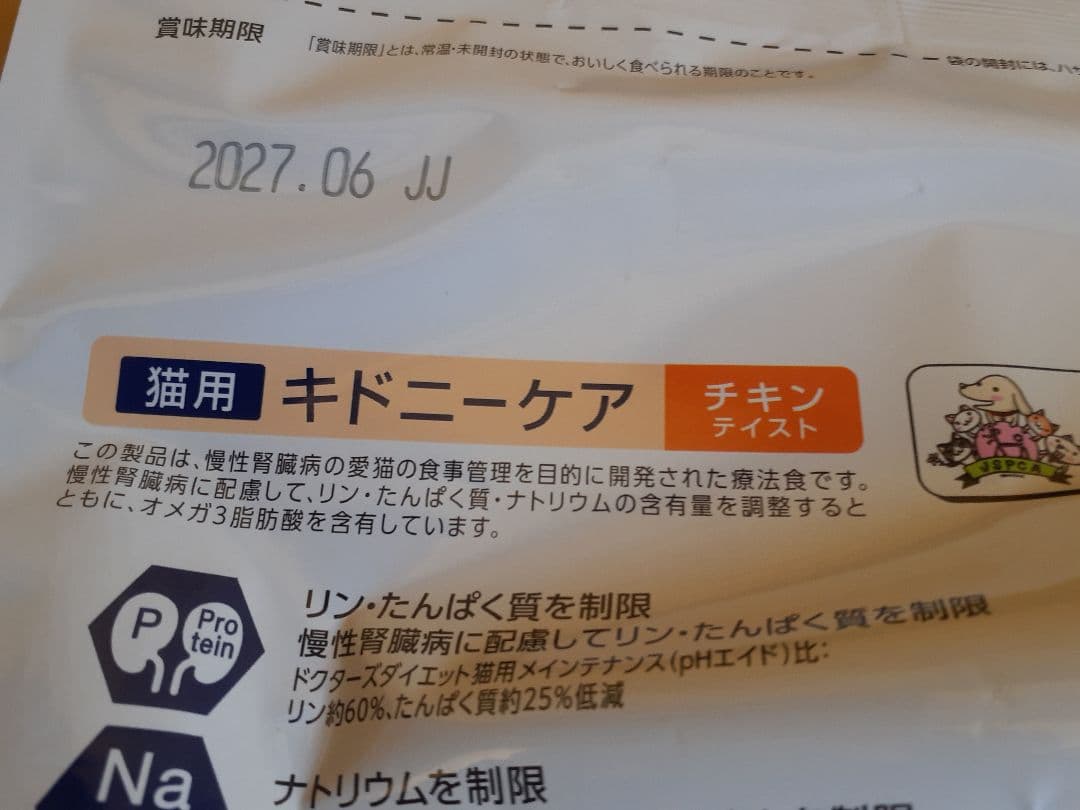 賞味期限
「賞味期限」とは、常温・未開封の状態で、おいしく食べられる期限のことです。
袋の開封には、ハサ
2027.06 JJ
猫用 キドニーケア チキン
テイスト
この製品は、慢性腎臓病の愛猫の食事管理を目的に開発された療法食です。
慢性腎臓病に配慮して、リン・たんぱく質・ナトリウムの含有量を調整すると
ともに、オメガ3脂肪酸を含有しています。
JSPCA
P
Pro
tein
リン・たんぱく質を制限
慢性腎臓病に配慮してリン・たんぱく質を制限
ドクターズダイエット猫用メインテナンス(pHエイド)比:
リン約60%、たんぱく質約25%低減
Na
ナトリウムを制限